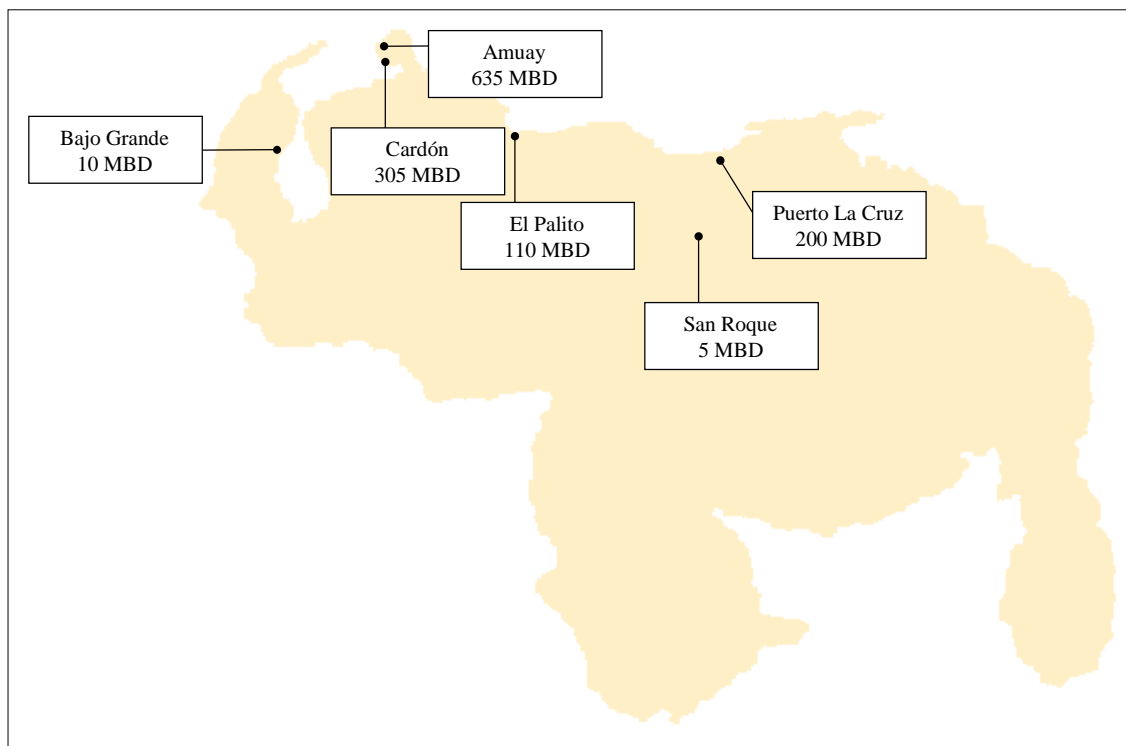 Amuay
635 MBD
Bajo Grande
10 MBD
Cardón
305 MBD
El Palito
110 MBD
Puerto La Cruz
200 MBD
San Roque
5 MBD